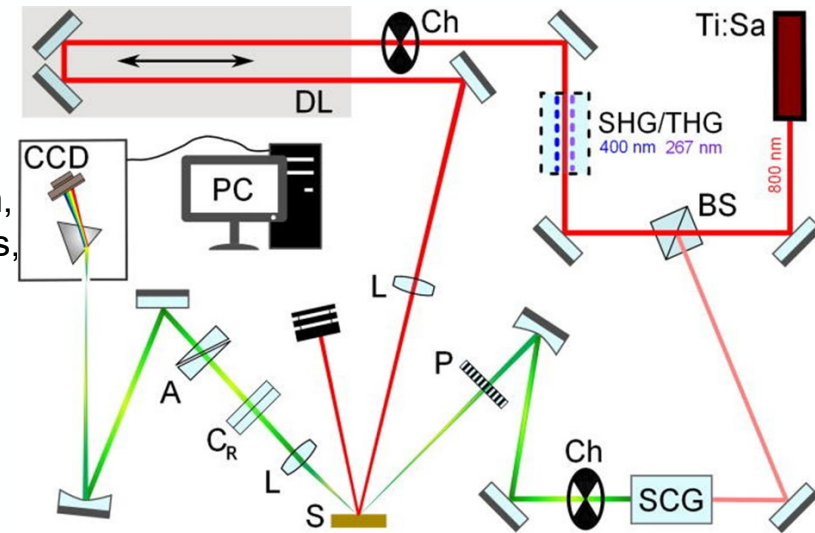 Ch
Ti:Sa
DL
SHG/THG
400 nm 267 nm
800 nm
CCD
PC
BS
L
P
A
C_R
L
Ch
SCG
S